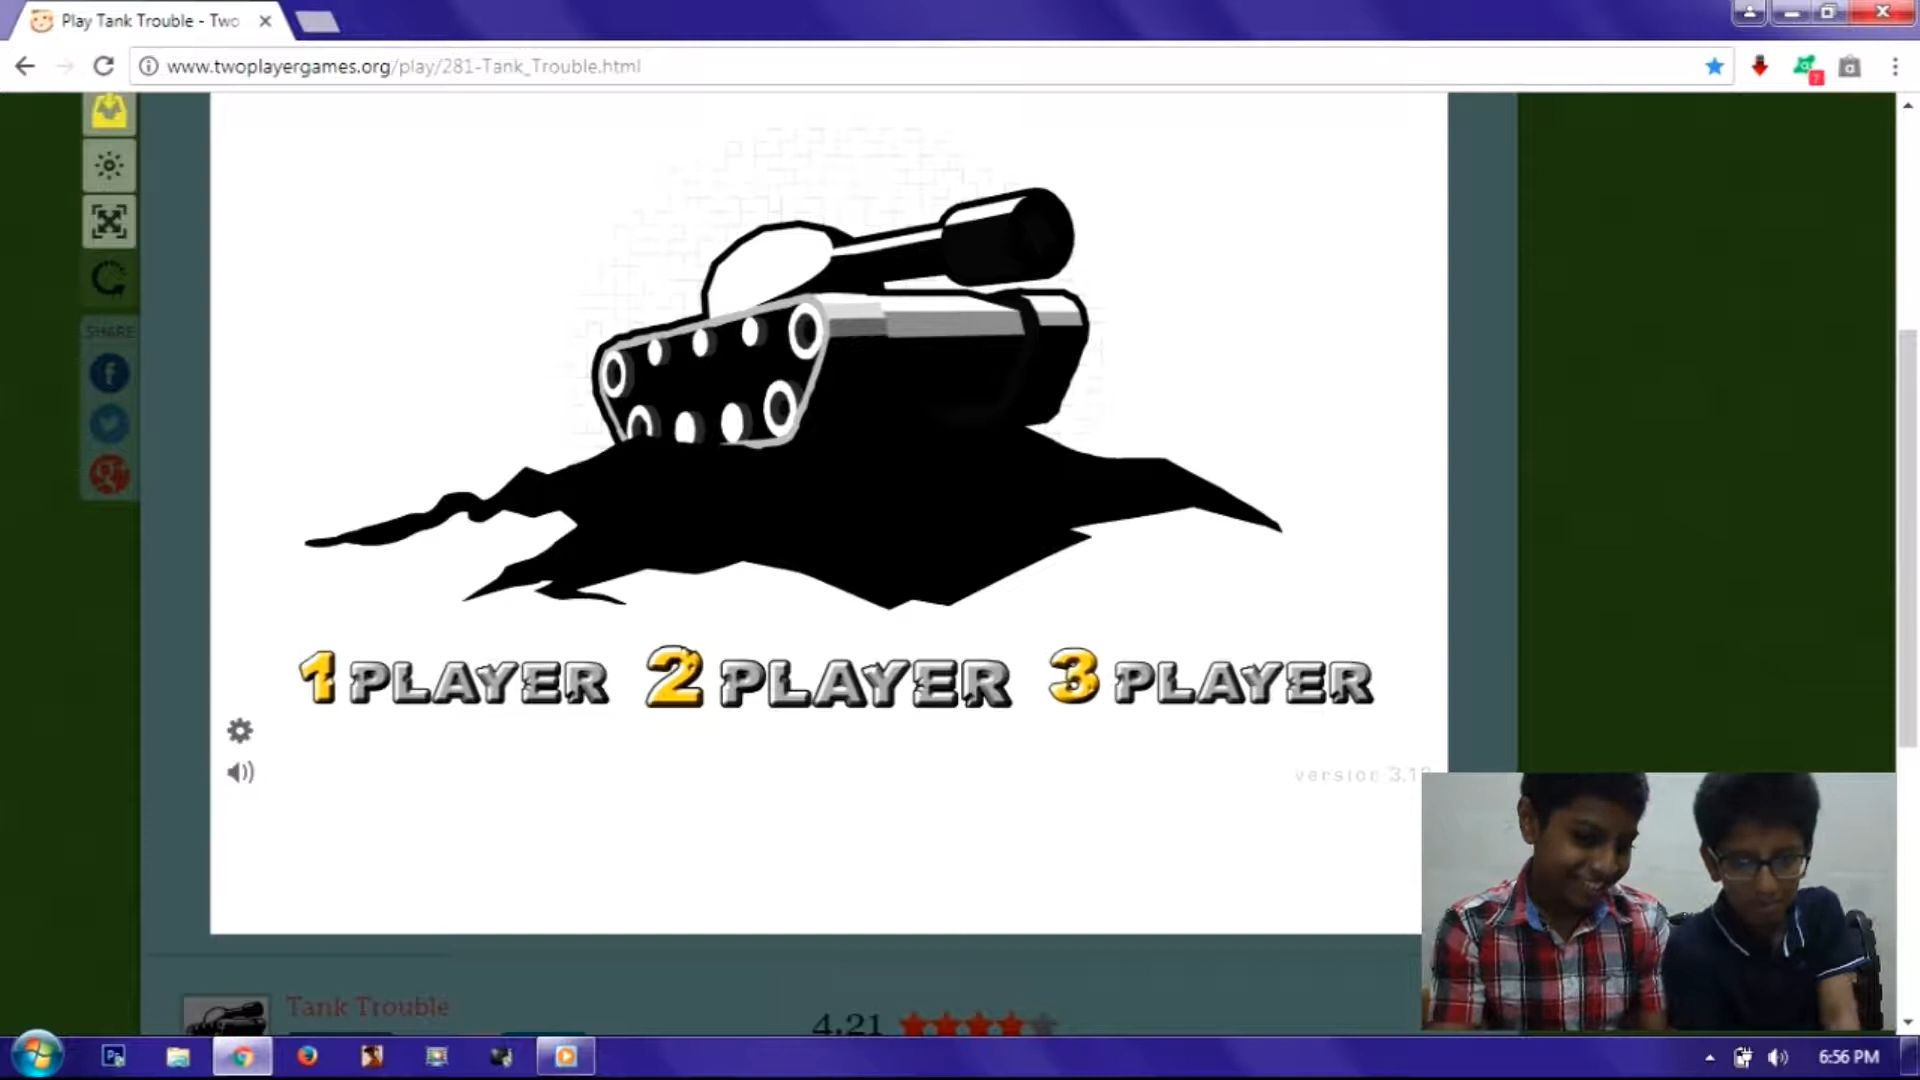 Play Tank Trouble - Two
www.twoplayergames.org/play/281-Tank_Trouble.html
SHARE
1 PLAYER 2 PLAYER 3 PLAYER
Tank Trouble
4.21
6:56 PM